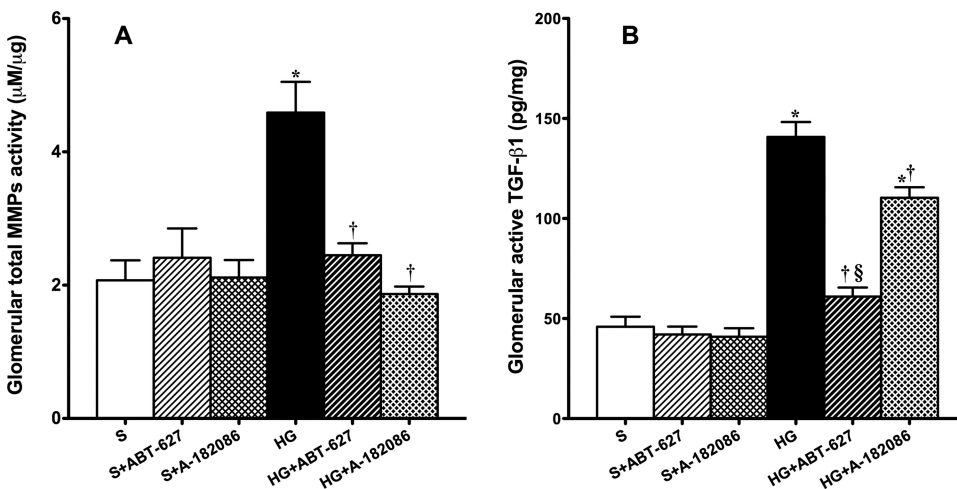 A
Glomerular total MMPs activity (μM/μg)
6
4
2
0
*
†
†
S
S+ABT-627
S+A-182086
HG
HG+ABT-627
HG+A-182086
B
Glomerular active TGF-β1 (pg/mg)
200
150
100
50
0
*
† §
*†
S
S+ABT-627
S+A-182086
HG
HG+ABT-627
HG+A-182086